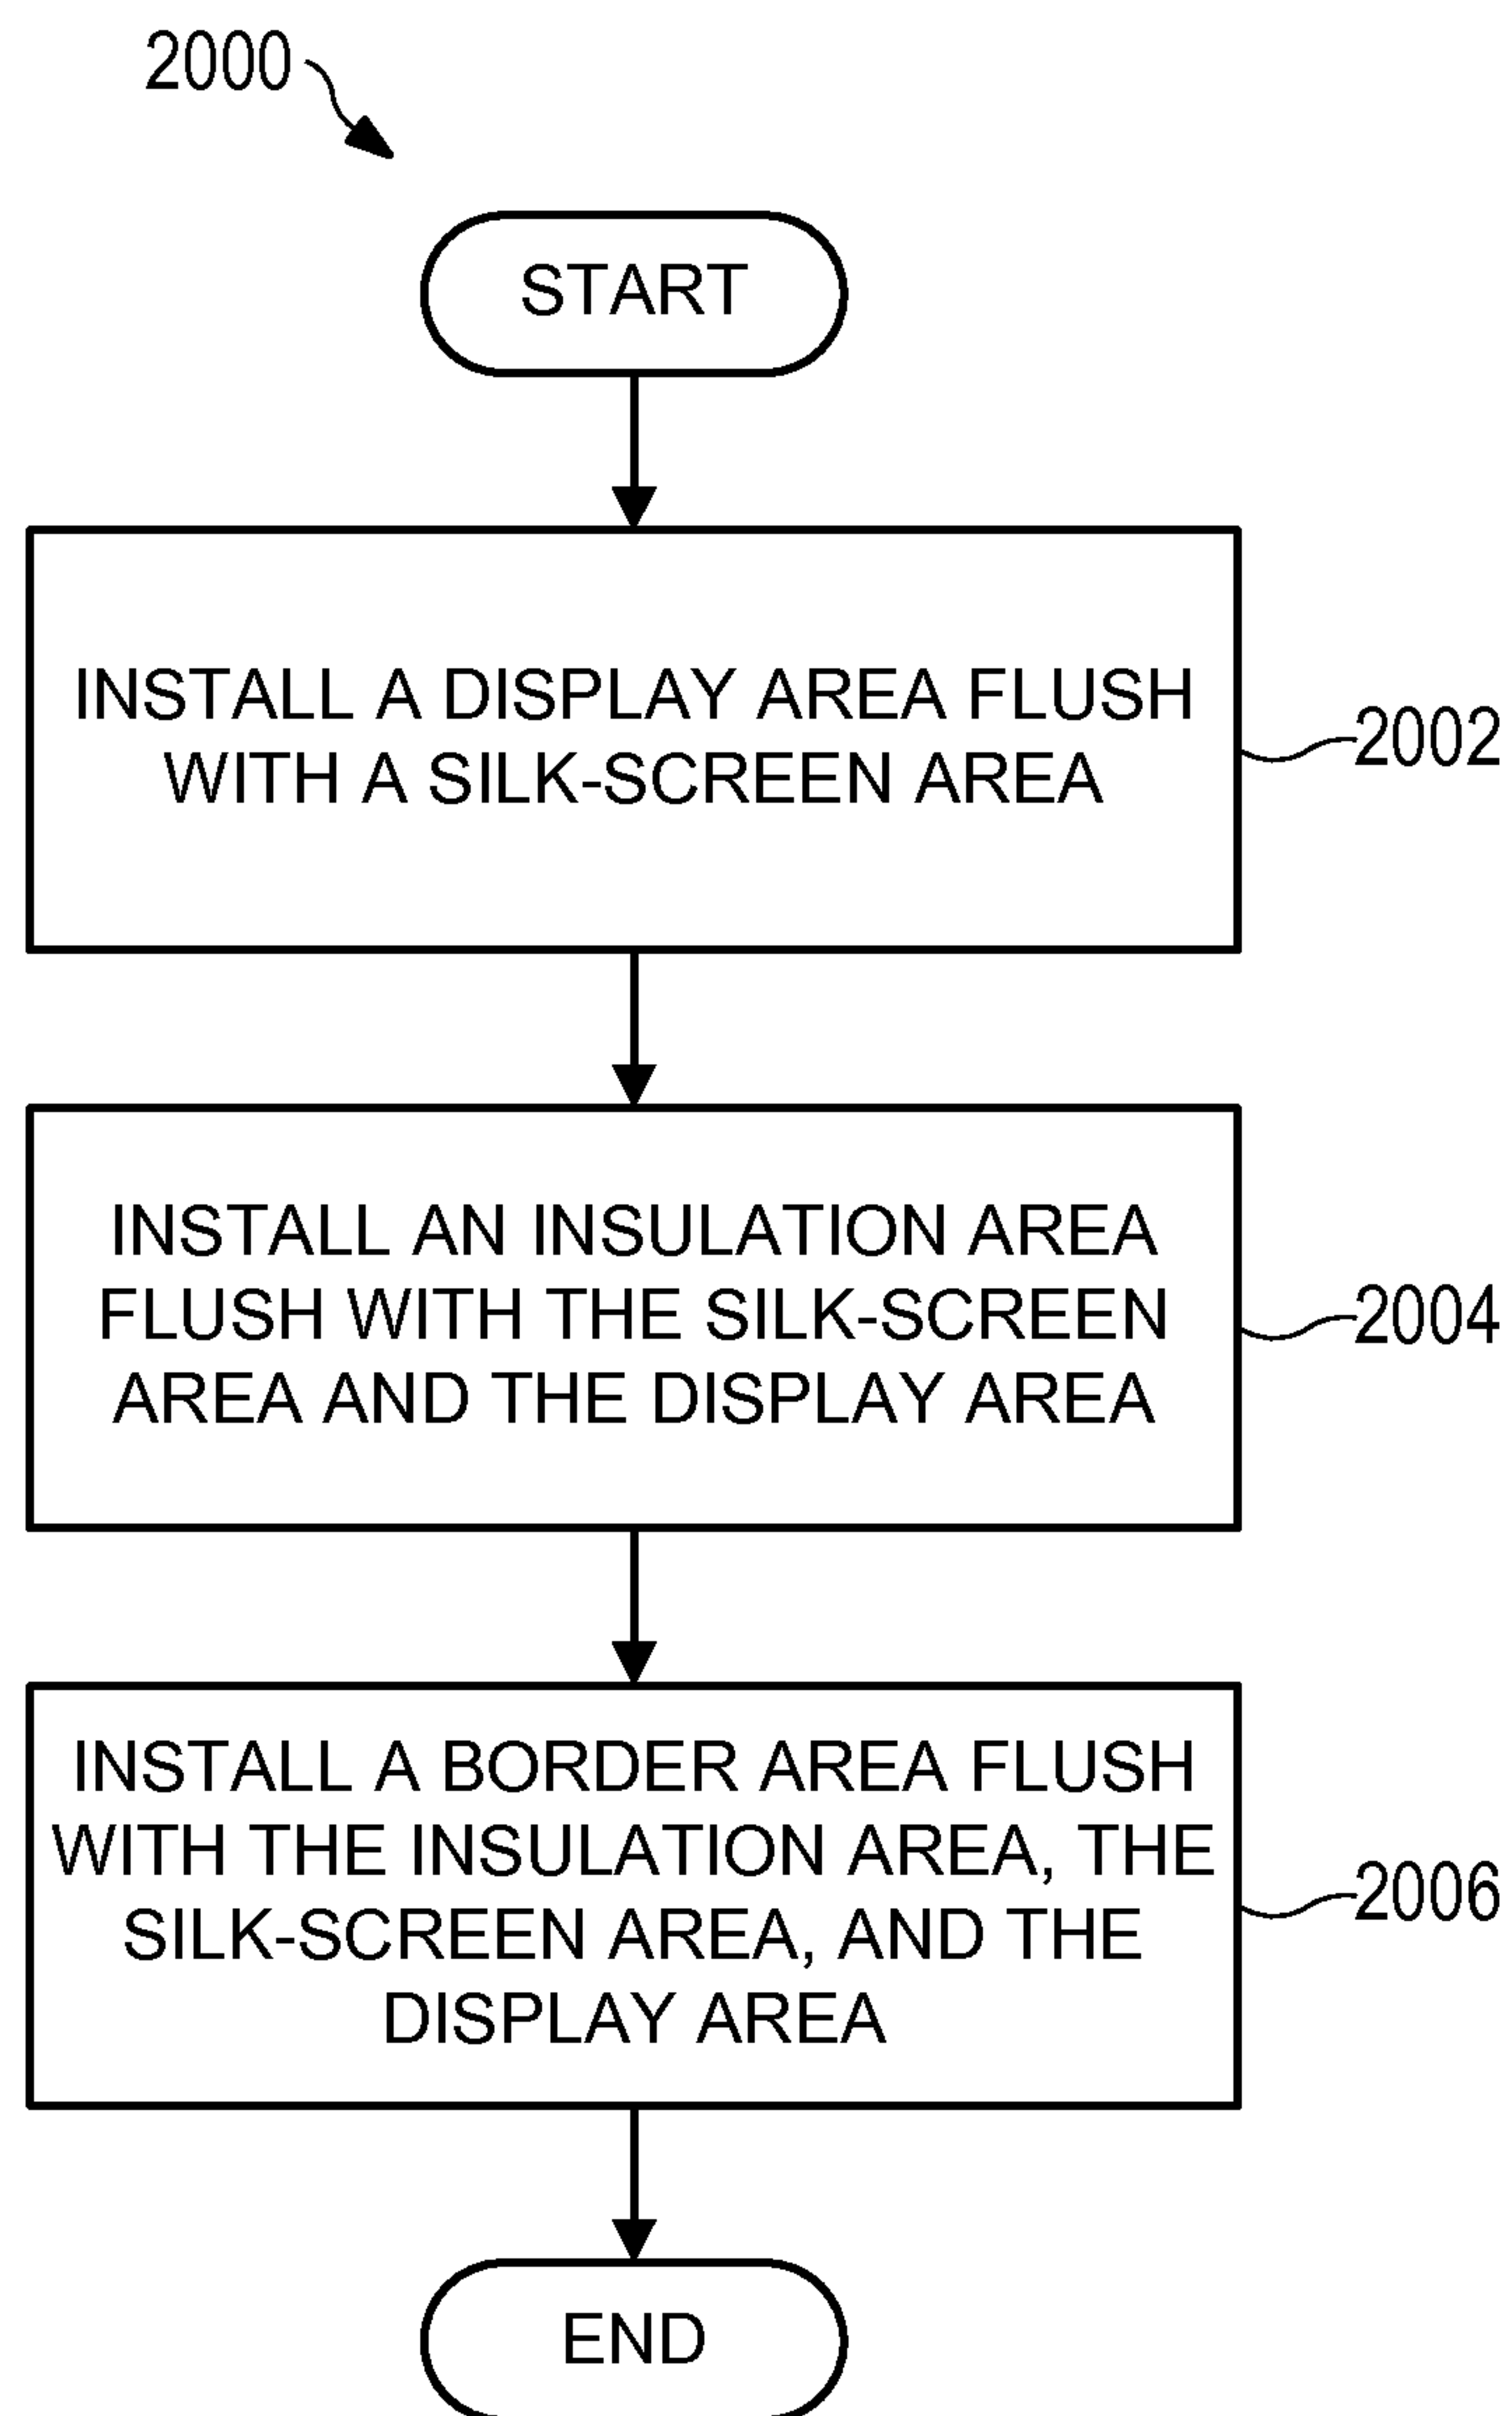 2000
START
INSTALL A DISPLAY AREA FLUSH
WITH A SILK-SCREEN AREA
2002
INSTALL AN INSULATION AREA
FLUSH WITH THE SILK-SCREEN
AREA AND THE DISPLAY AREA
2004
INSTALL A BORDER AREA FLUSH
WITH THE INSULATION AREA, THE
SILK-SCREEN AREA, AND THE
DISPLAY AREA
2006
END